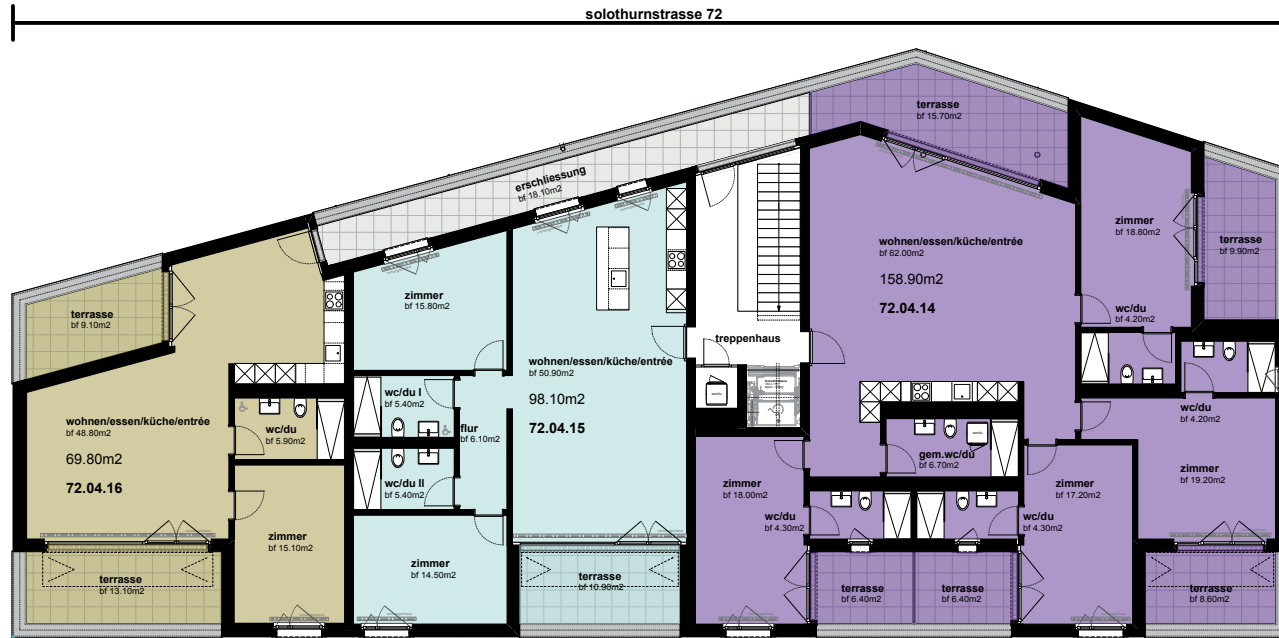 solothurnstrasse 72
terrasse
bf 15.70m2
erschliessung
bf 18.10m2
zimmer
bf 18.80m2
terrasse
bf 9.90m2
wohnen/essen/küche/entrée
bf 62.00m2
158.90m2
72.04.14
terrasse
bf 9.10m2
zimmer
bf 15.80m2
wc/du
bf 4.20m2
treppenhaus
wohnen/essen/küche/entrée
bf 50.90m2
98.10m2
72.04.15
wc/du I
bf 5.40m2
flur
bf 6.10m2
wohnen/essen/küche/entrée
bf 48.80m2
69.80m2
72.04.16
wc/du
bf 5.90m2
wc/du
bf 4.20m2
gem.wc/du
bf 6.70m2
wc/du II
bf 5.40m2
zimmer
bf 18.00m2
zimmer
bf 17.20m2
zimmer
bf 19.20m2
wc/du
bf 4.30m2
wc/du
bf 4.30m2
zimmer
bf 15.10m2
zimmer
bf 14.50m2
terrasse
bf 13.10m2
terrasse
bf 10.90m2
terrasse
bf 6.40m2
terrasse
bf 6.40m2
terrasse
bf 8.60m2